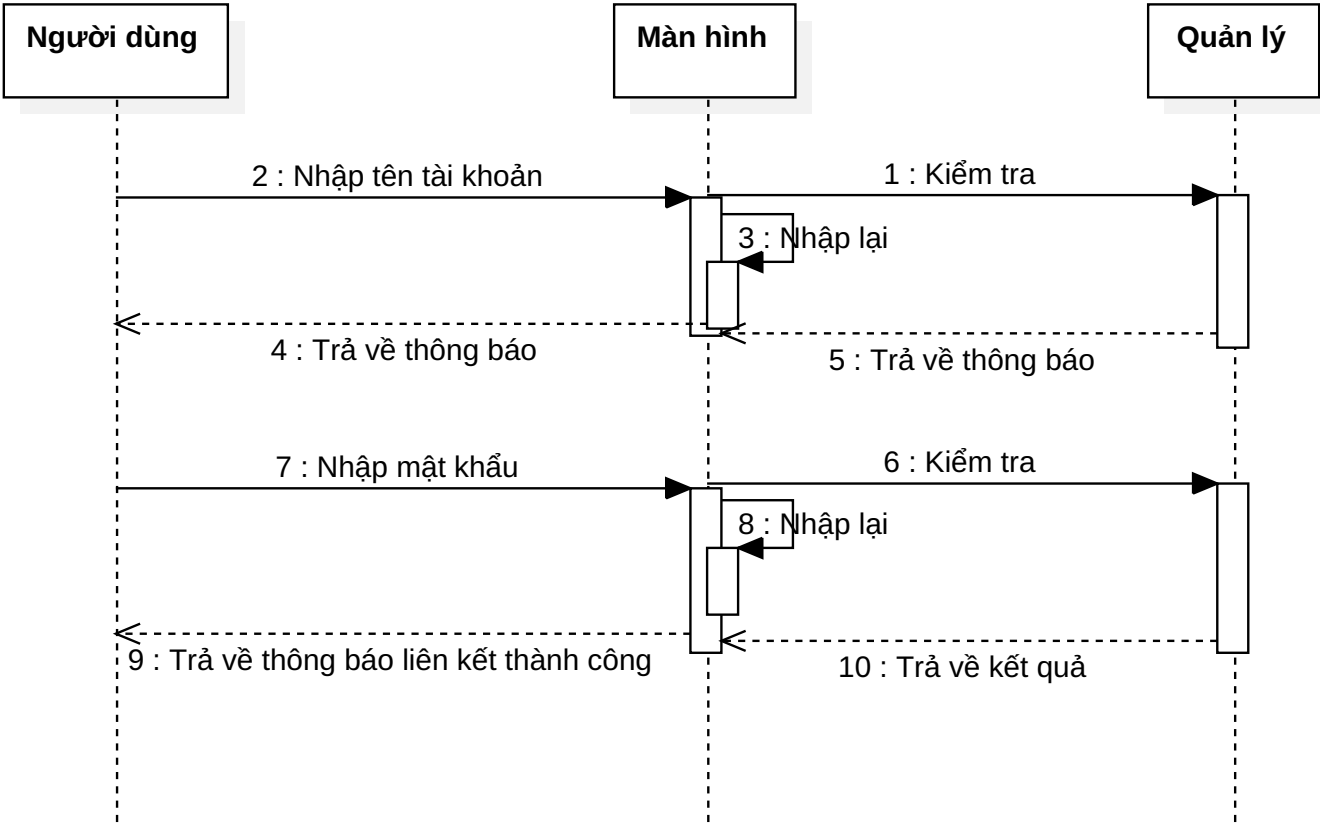 Người dùng
Màn hình
Quản lý
2 : Nhập tên tài khoản
1 : Kiểm tra
3 : Nhập lại
4 : Trả về thông báo
5 : Trả về thông báo
7 : Nhập mật khẩu
6 : Kiểm tra
8 : Nhập lại
9 : Trả về thông báo liên kết thành công
10 : Trả về kết quả